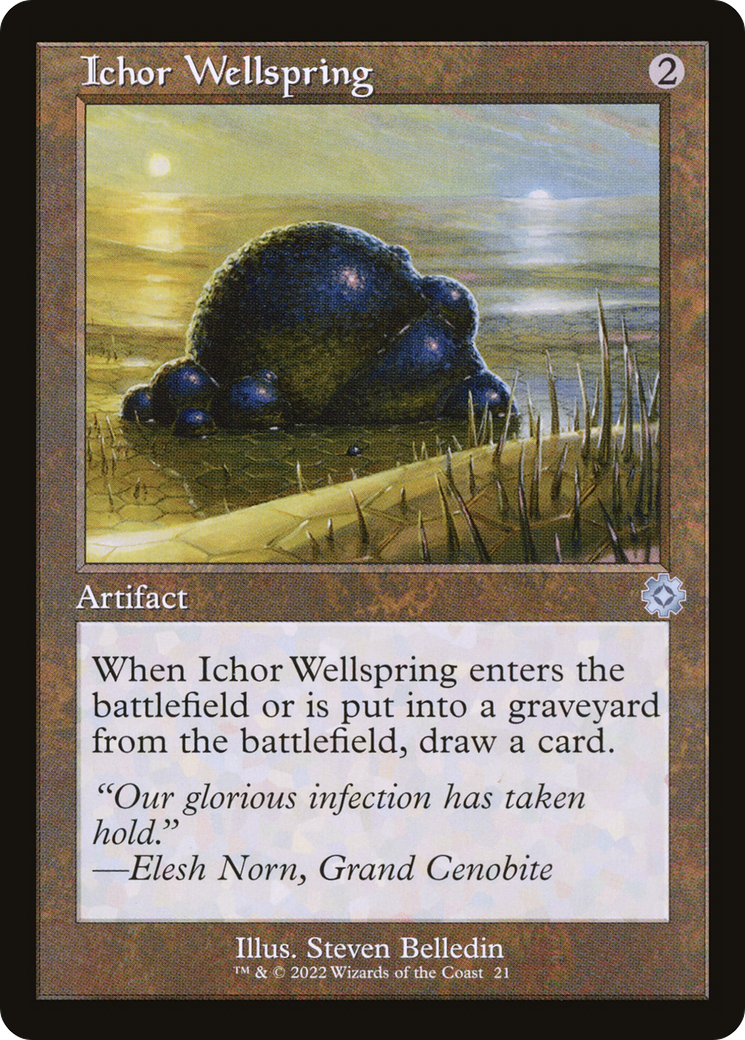 Ichor Wellspring
2
Artifact
When Ichor Wellspring enters the
battlefield or is put into a graveyard
from the battlefield, draw a card.
“Our glorious infection has taken
hold.”
—Elesh Norn, Grand Cenobite
Illus. Steven Belledin
™ & © 2022 Wizards of the Coast 21